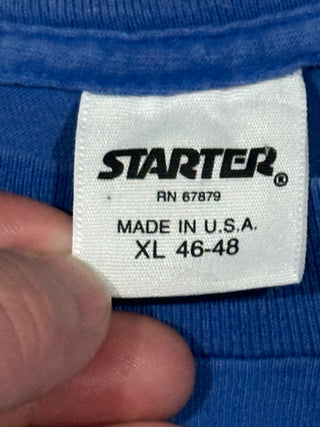 STARTER®
RN 67879
MADE IN U.S.A.
XL 46-48